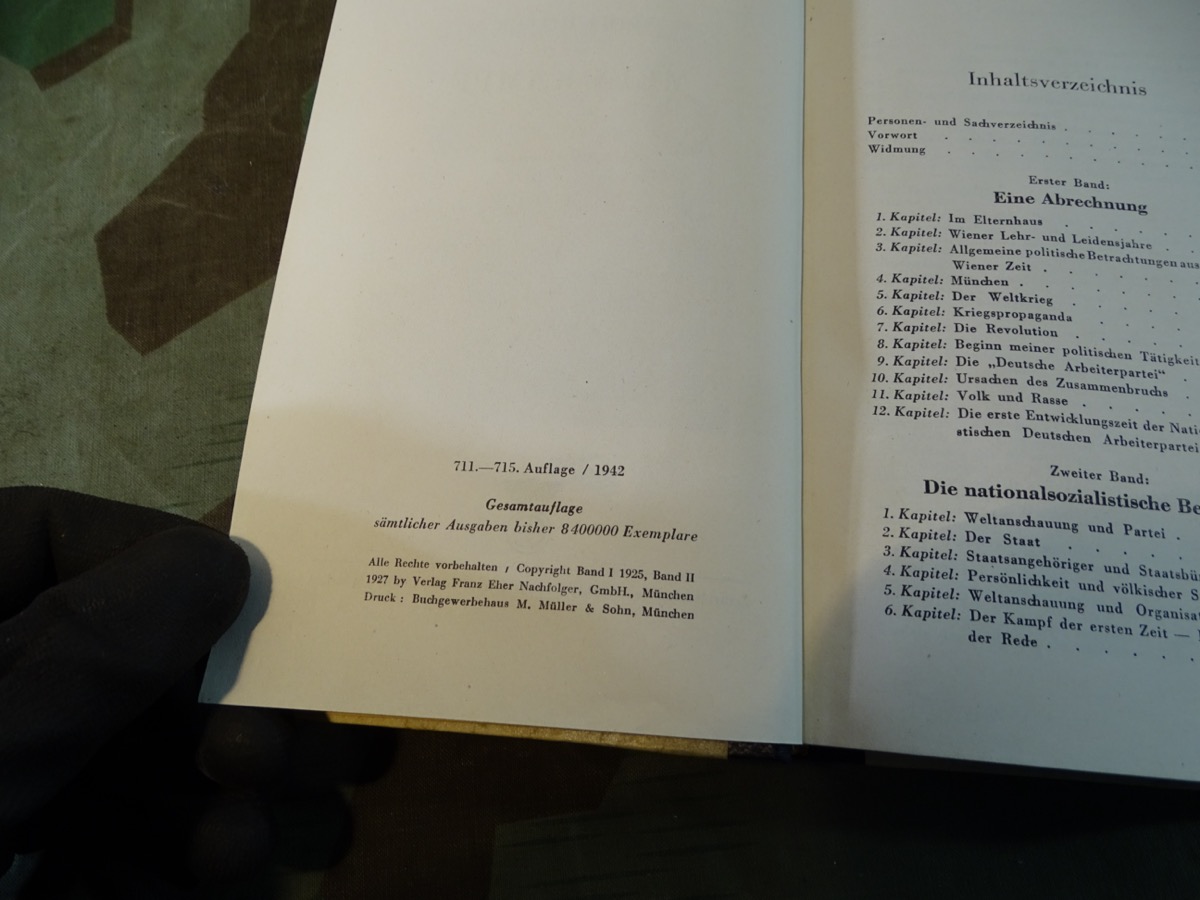 711.—715. Auflage / 1942
Gesamtauflage
sämtlicher Ausgaben bisher 8400000 Exemplare
Alle Rechte vorbehalten / Copyright Band I 1925, Band II
1927 by Verlag Franz Eher Nachfolger, GmbH., München
Druck : Buchgewerbehaus M. Müller & Sohn, München
Inhaltsverzeichnis
Personen- und Sachverzeichnis . . . . . . .
Vorwort . . . . . . . .
Widmung . . . . . . . .
Erster Band:
Eine Abrechnung
1. Kapitel: Im Elternhaus . . . . . .
2. Kapitel: Wiener Lehr- und Leidensjahre . .
3. Kapitel: Allgemeine politische Betrachtungen aus
Wiener Zeit . . . . . .
4. Kapitel: München . . . . . . .
5. Kapitel: Der Weltkrieg . . . . .
6. Kapitel: Kriegspropaganda . . . .
7. Kapitel: Die Revolution . . . . .
8. Kapitel: Beginn meiner politischen Tätigkeit
9. Kapitel: Die „Deutsche Arbeiterpartei“ .
10. Kapitel: Ursachen des Zusammenbruchs .
11. Kapitel: Volk und Rasse . . . . .
12. Kapitel: Die erste Entwicklungszeit der Nati
stischen Deutschen Arbeiterpartei
Zweiter Band:
Die nationalsozialistische Be
1. Kapitel: Weltanschauung und Partei .
2. Kapitel: Der Staat . . . . . .
3. Kapitel: Staatsangehöriger und Staatsbü
4. Kapitel: Persönlichkeit und völkischer S
5. Kapitel: Weltanschauung und Organisat
6. Kapitel: Der Kampf der ersten Zeit —
der Rede . . . . . .